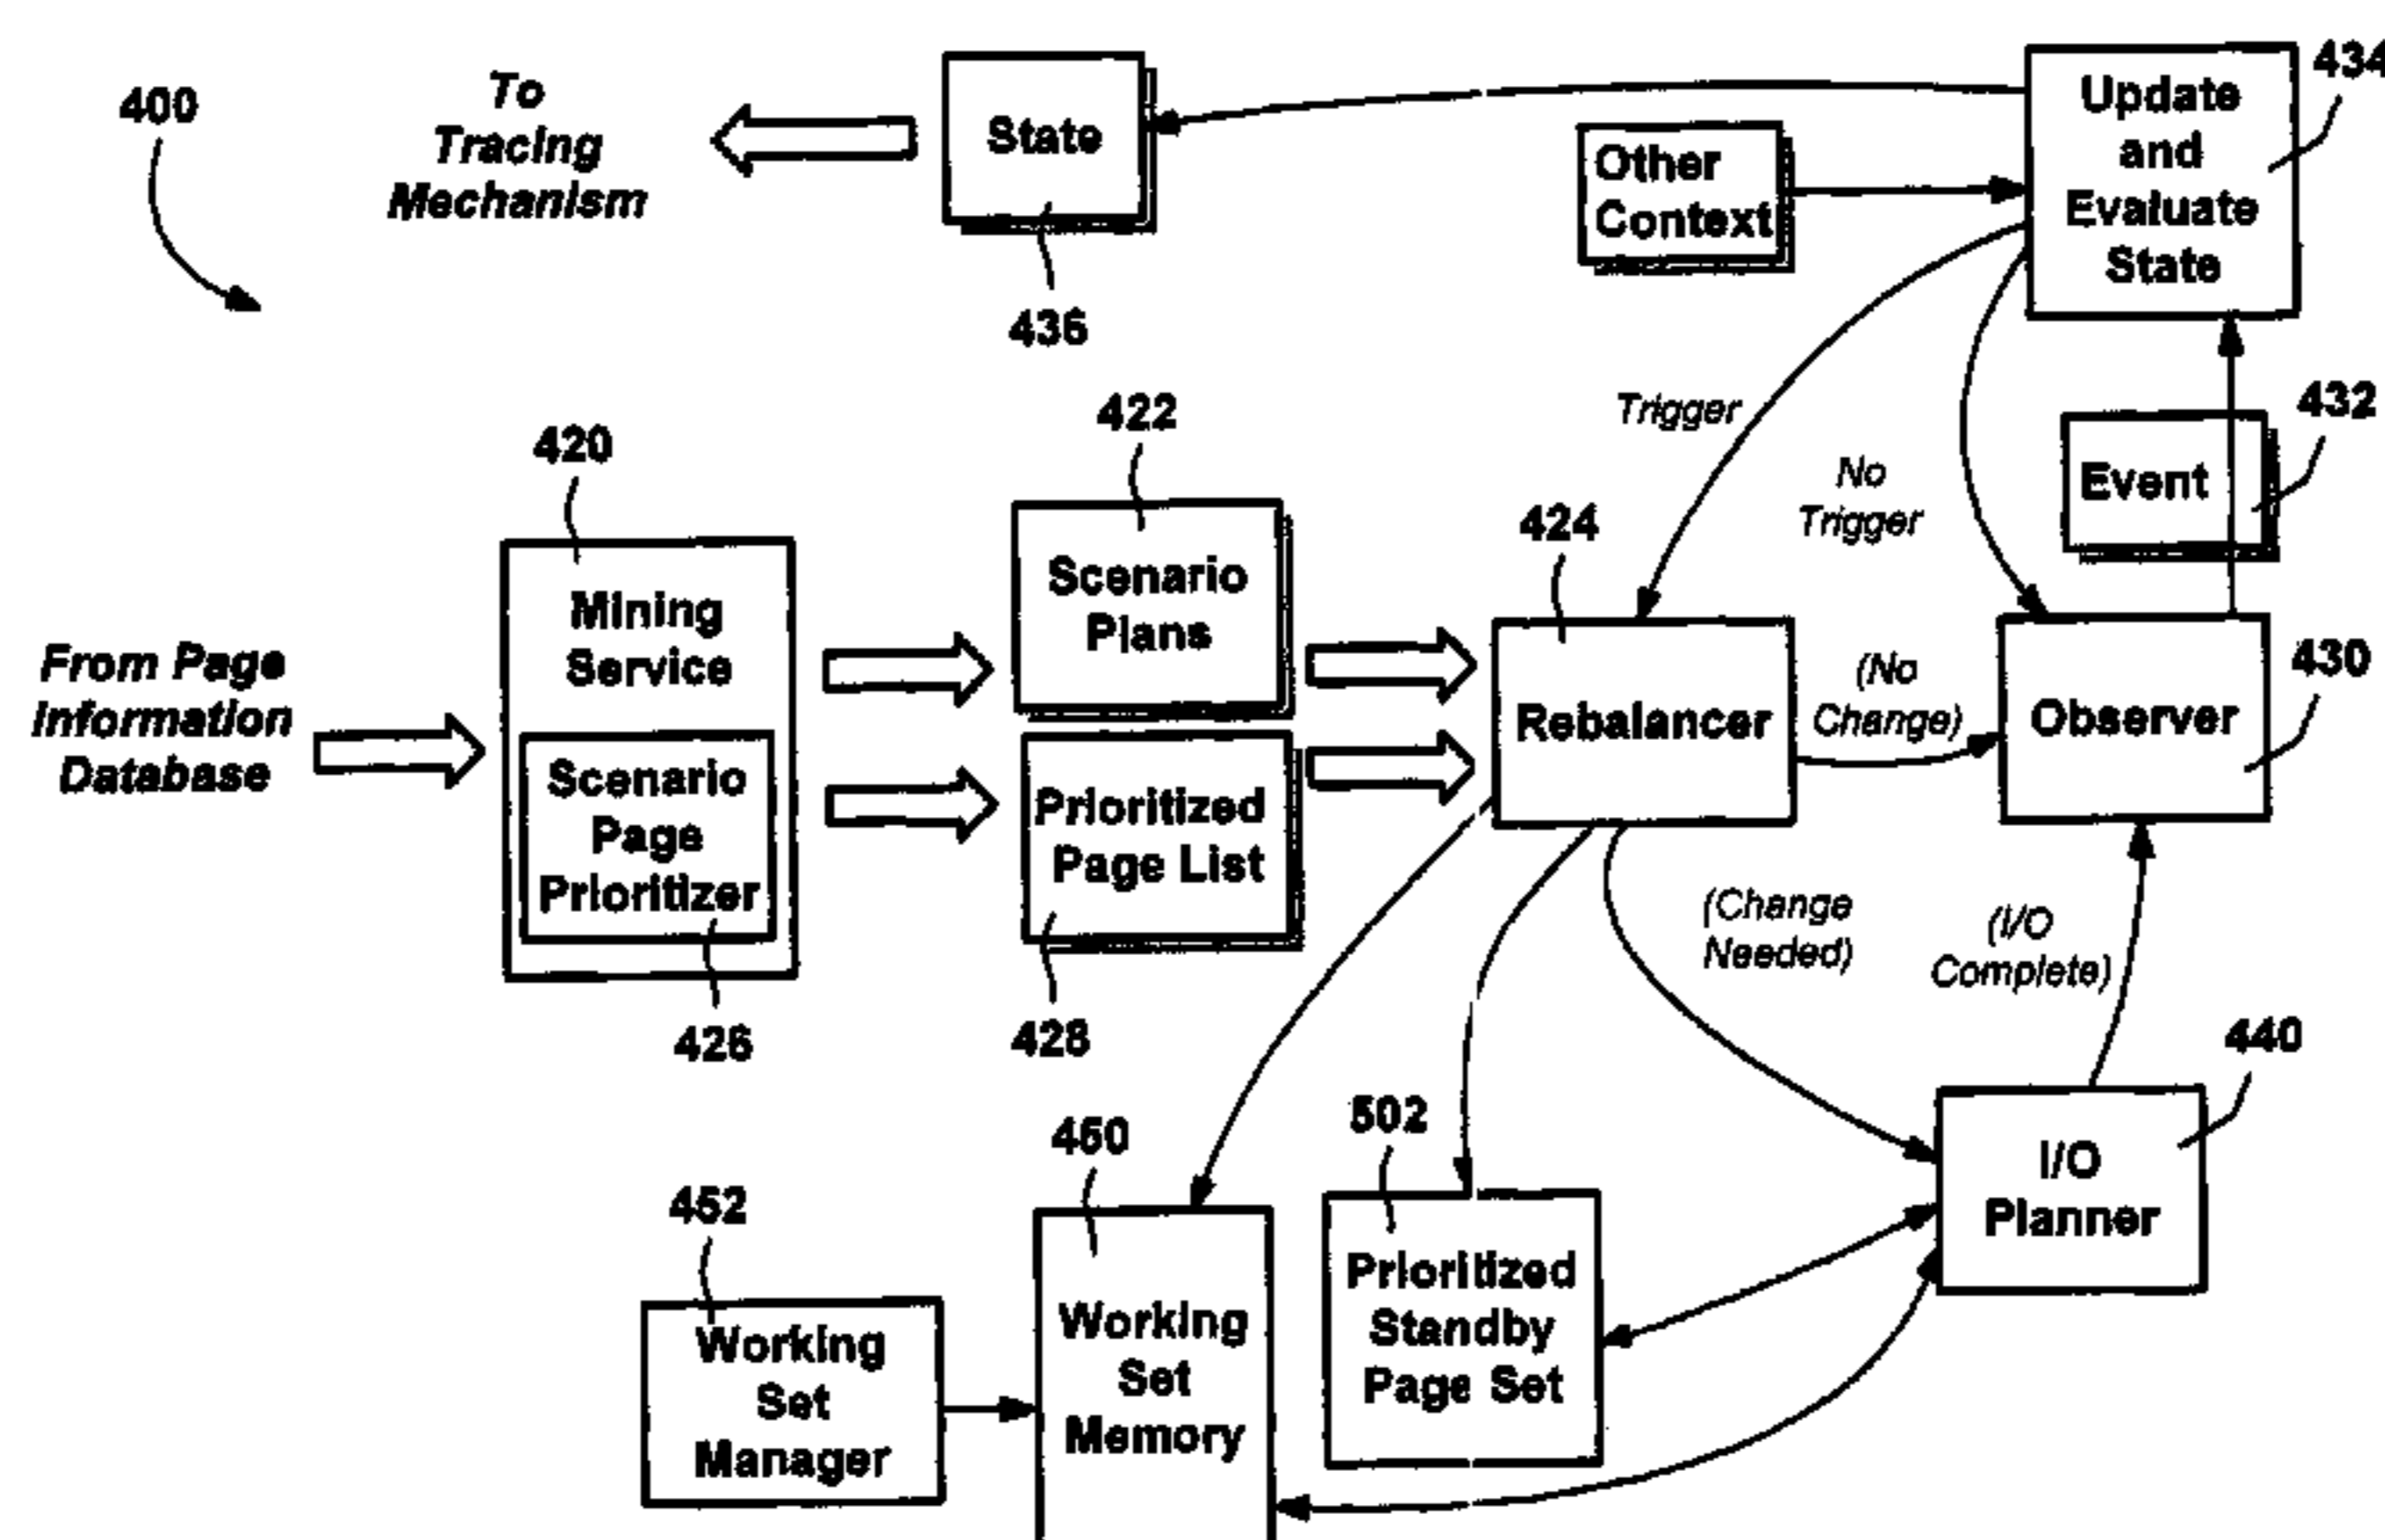 400
To
Tracing
Mechanism
State
436
Other
Context
Update
and
Evaluate
State
434
Trigger
No
Trigger
Event
432
420
Mining
Service
Scenario
Page
Prioritizer
426
422
Scenario
Plans
Prioritized
Page List
428
424
Rebalancer
(No
Change)
Observer
430
From Page
Information
Database
(Change
Needed)
(I/O
Complete)
440
I/O
Planner
502
Prioritized
Standby
Page Set
450
Working
Set
Memory
452
Working
Set
Manager